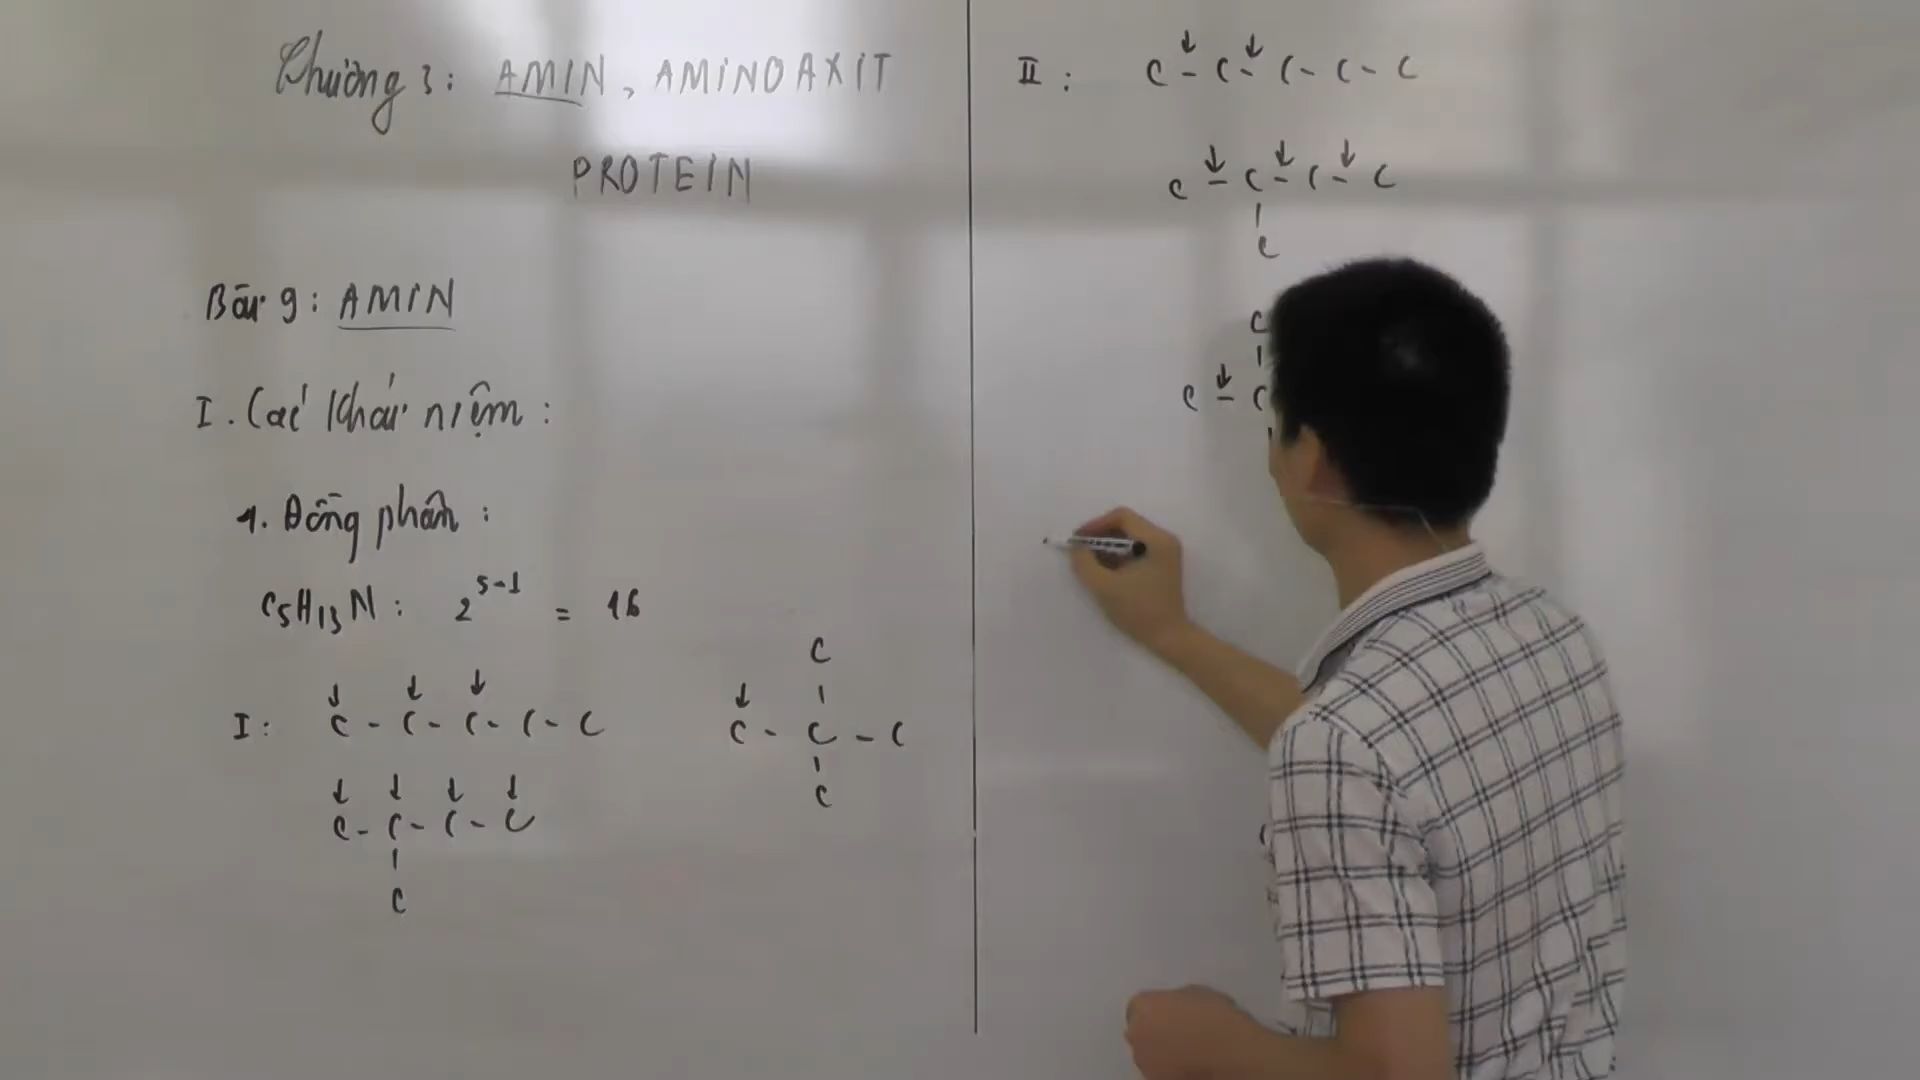 Chương 3: AMIN, AMINOAXIT
PROTEIN
Bài 9: AMIN
I. Các khái niệm:
4. Đồng phân:
C5H13N: 2^5-1 = 16
I: C - C - C - C - C
C - C - C - C
C
C
C - C - C
C
II: C - C - C - C - C
C - C - C - C
C
C
C - C